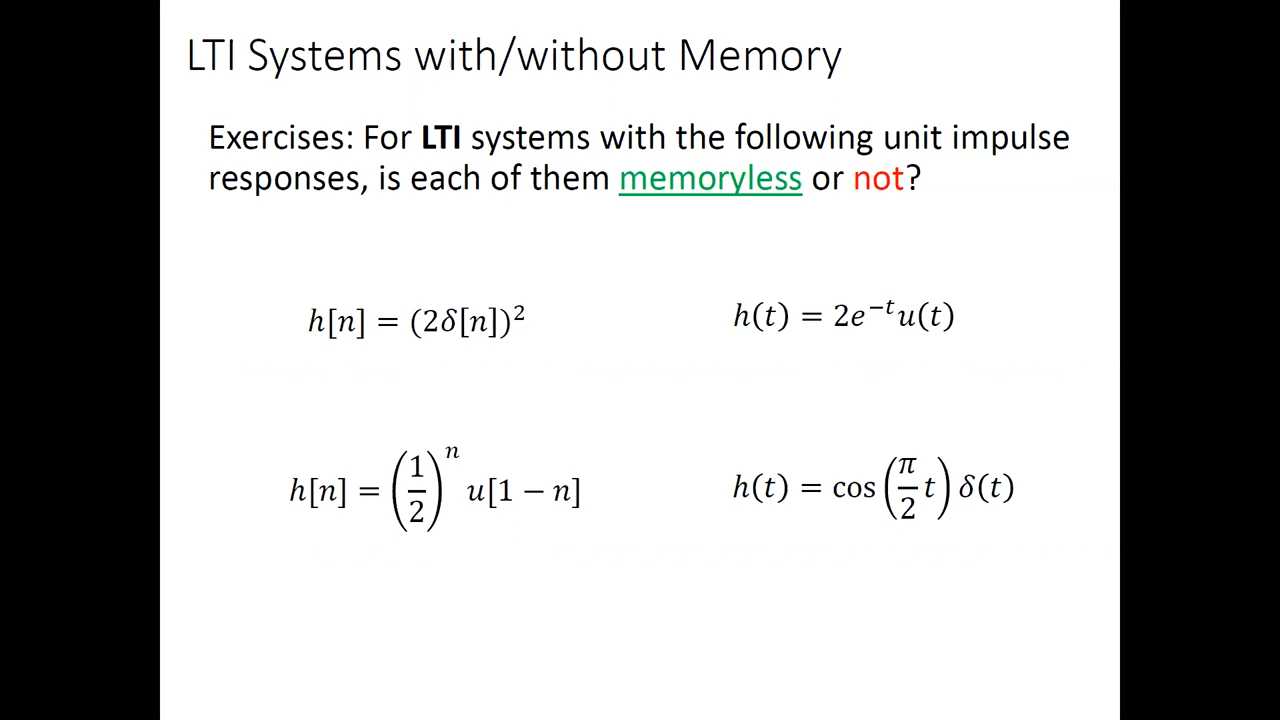 LTI Systems with/without Memory
Exercises: For LTI systems with the following unit impulse
responses, is each of them memoryless or not?
h[n] = (2δ[n])²
h(t) = 2e⁻ᵗu(t)
h[n] = (1/2)ⁿ u[1 − n]
h(t) = cos(π/2 t) δ(t)